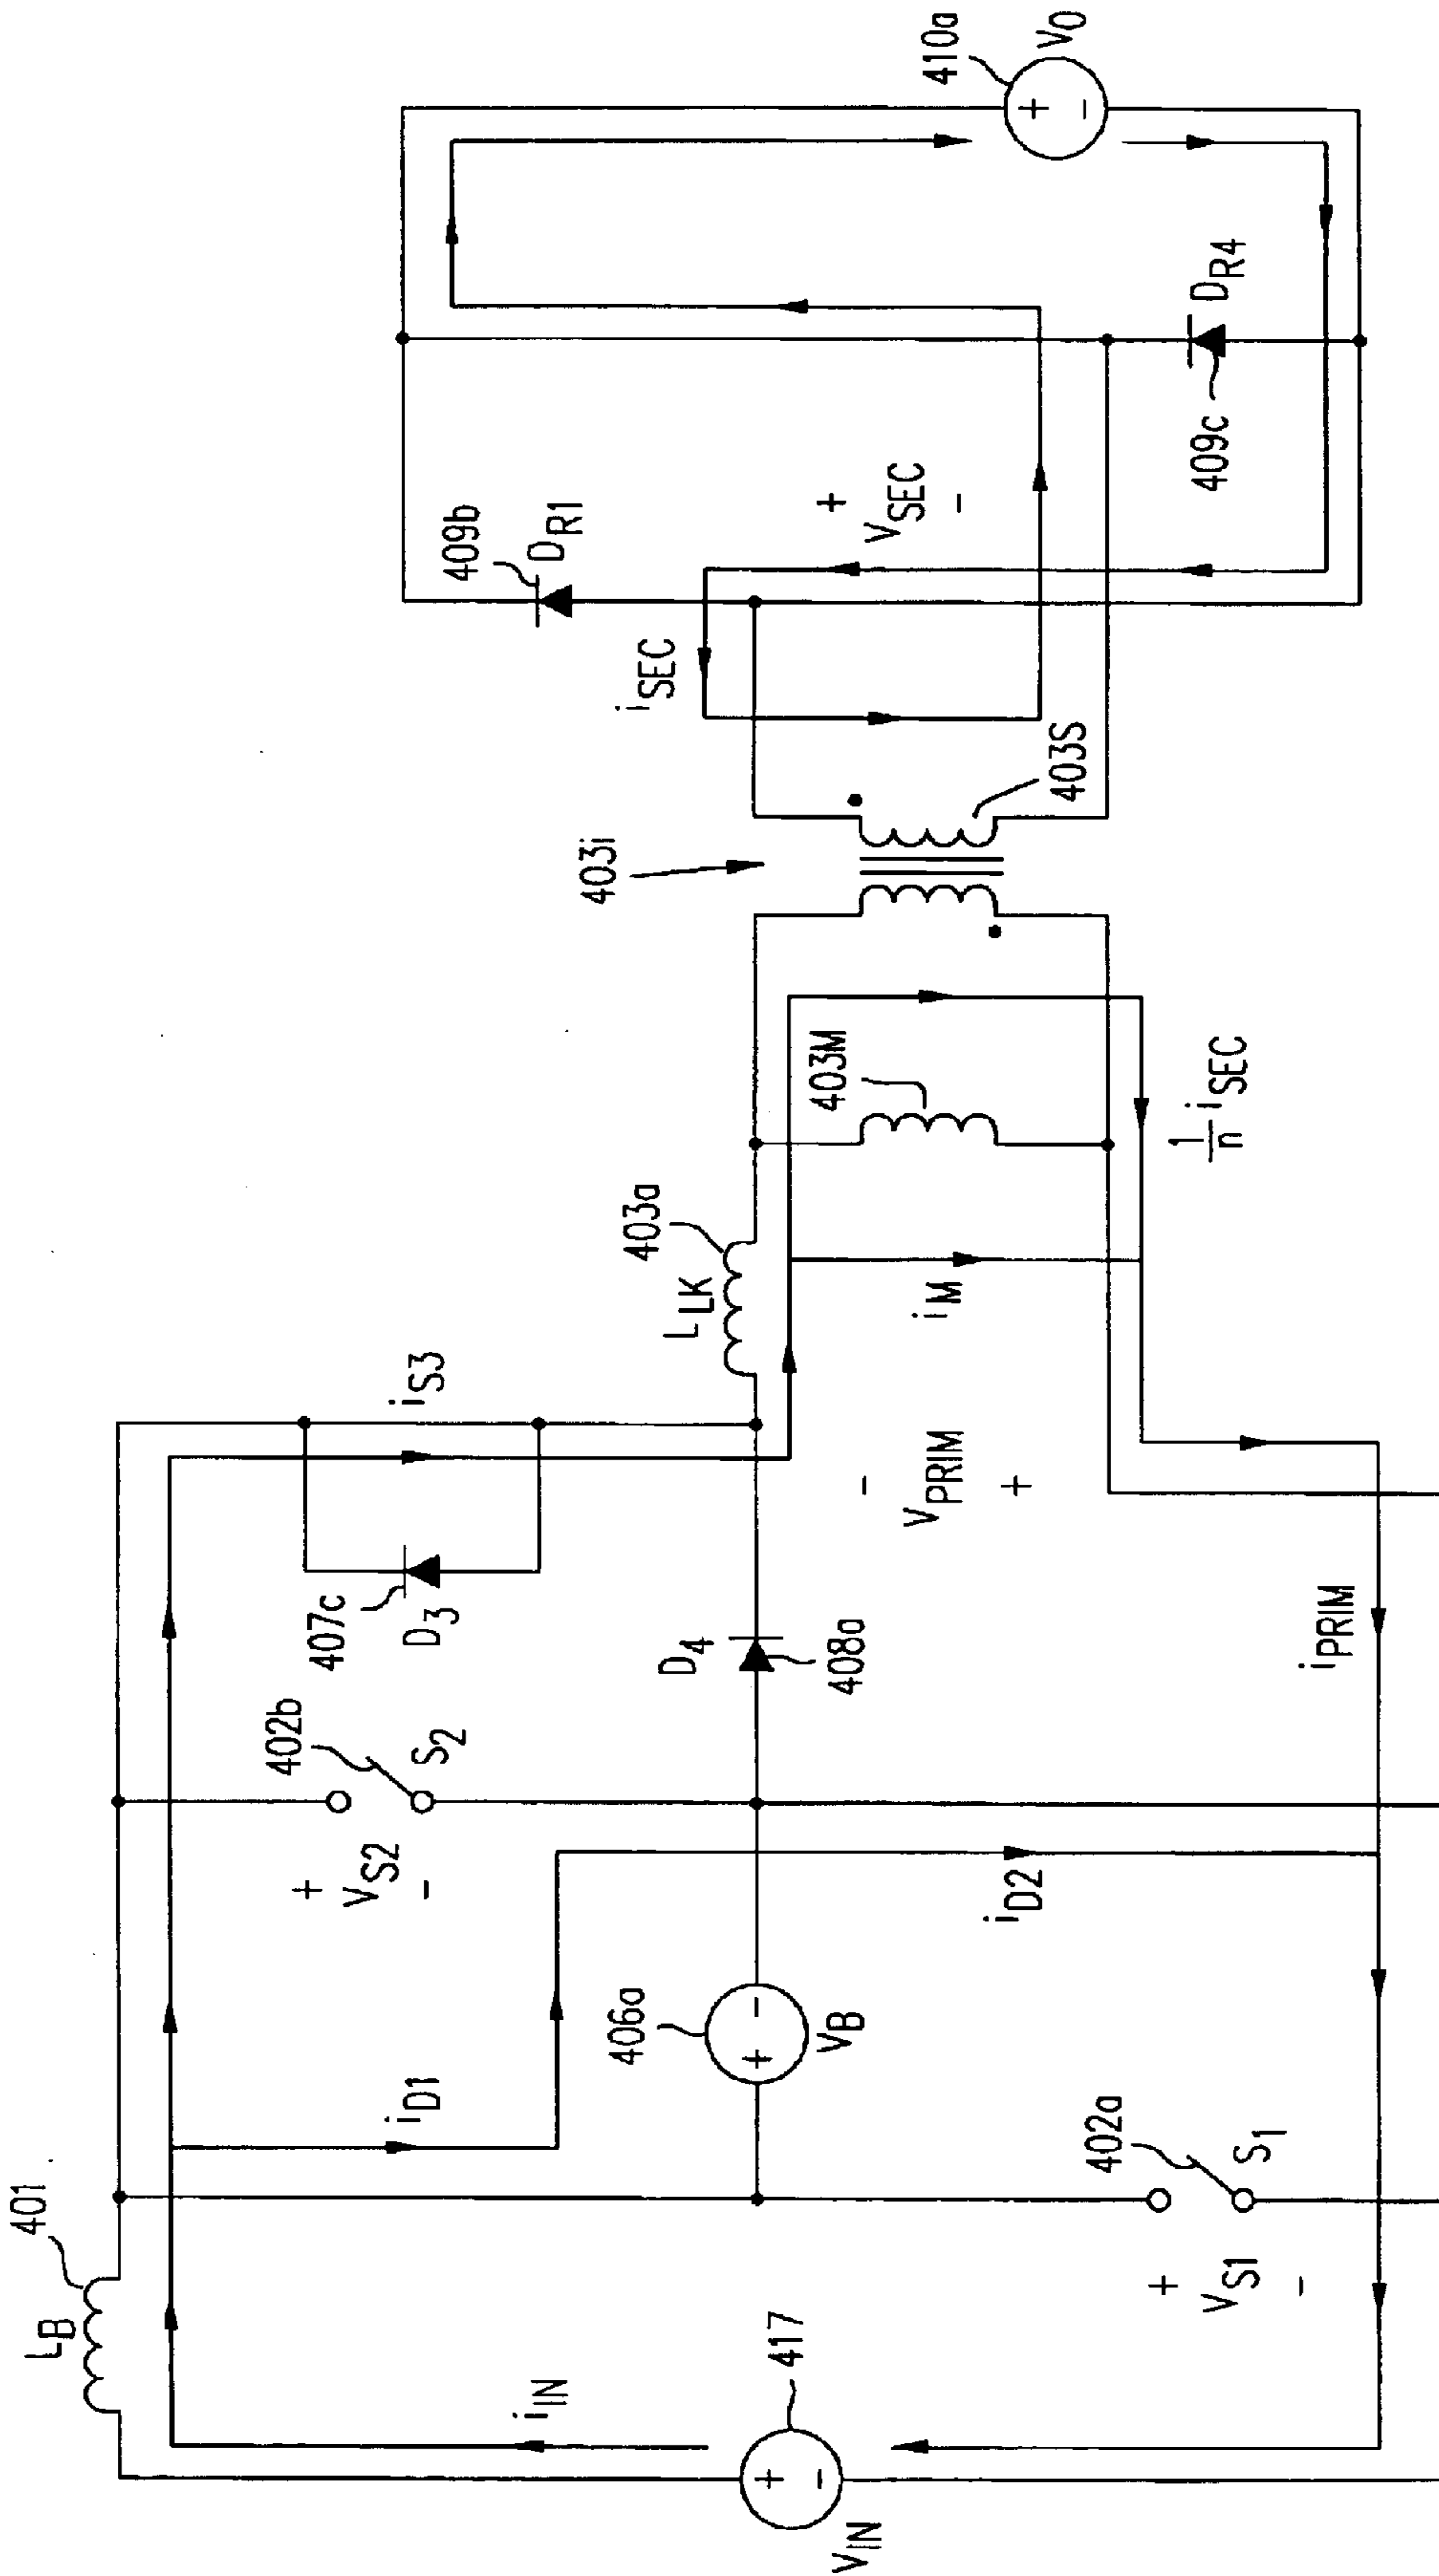 401
L_B
i_IN
+
-
V_IN
417
i_D1
+
V_S1
-
402a
S_1
406a
+
-
V_B
+
V_S2
-
402b
S_2
i_D2
D_4
408a
407c
D_3
i_S3
L_LK
403a
-
V_PRIM
+
i_PRIM
i_M
403M
1/n i_SEC
403i
403S
i_SEC
409b
D_R1
+
V_SEC
-
409c
D_R4
410a
+
-
V_O